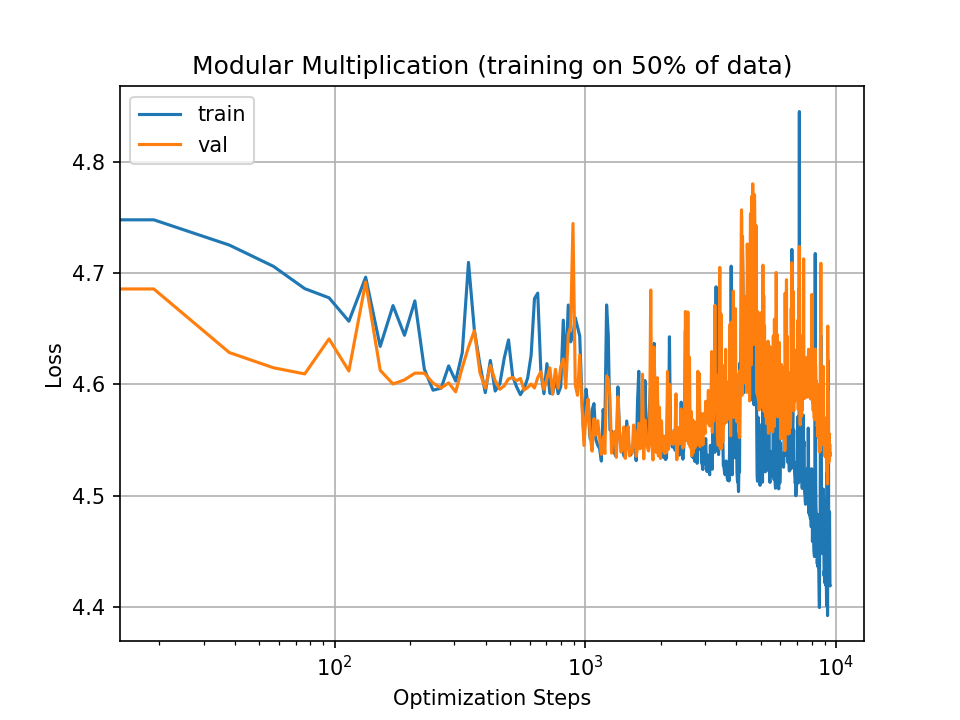 Modular Multiplication (training on 50% of data)
train
val
4.8
4.7
4.6
4.5
4.4
Loss
10²
10³
10⁴
Optimization Steps